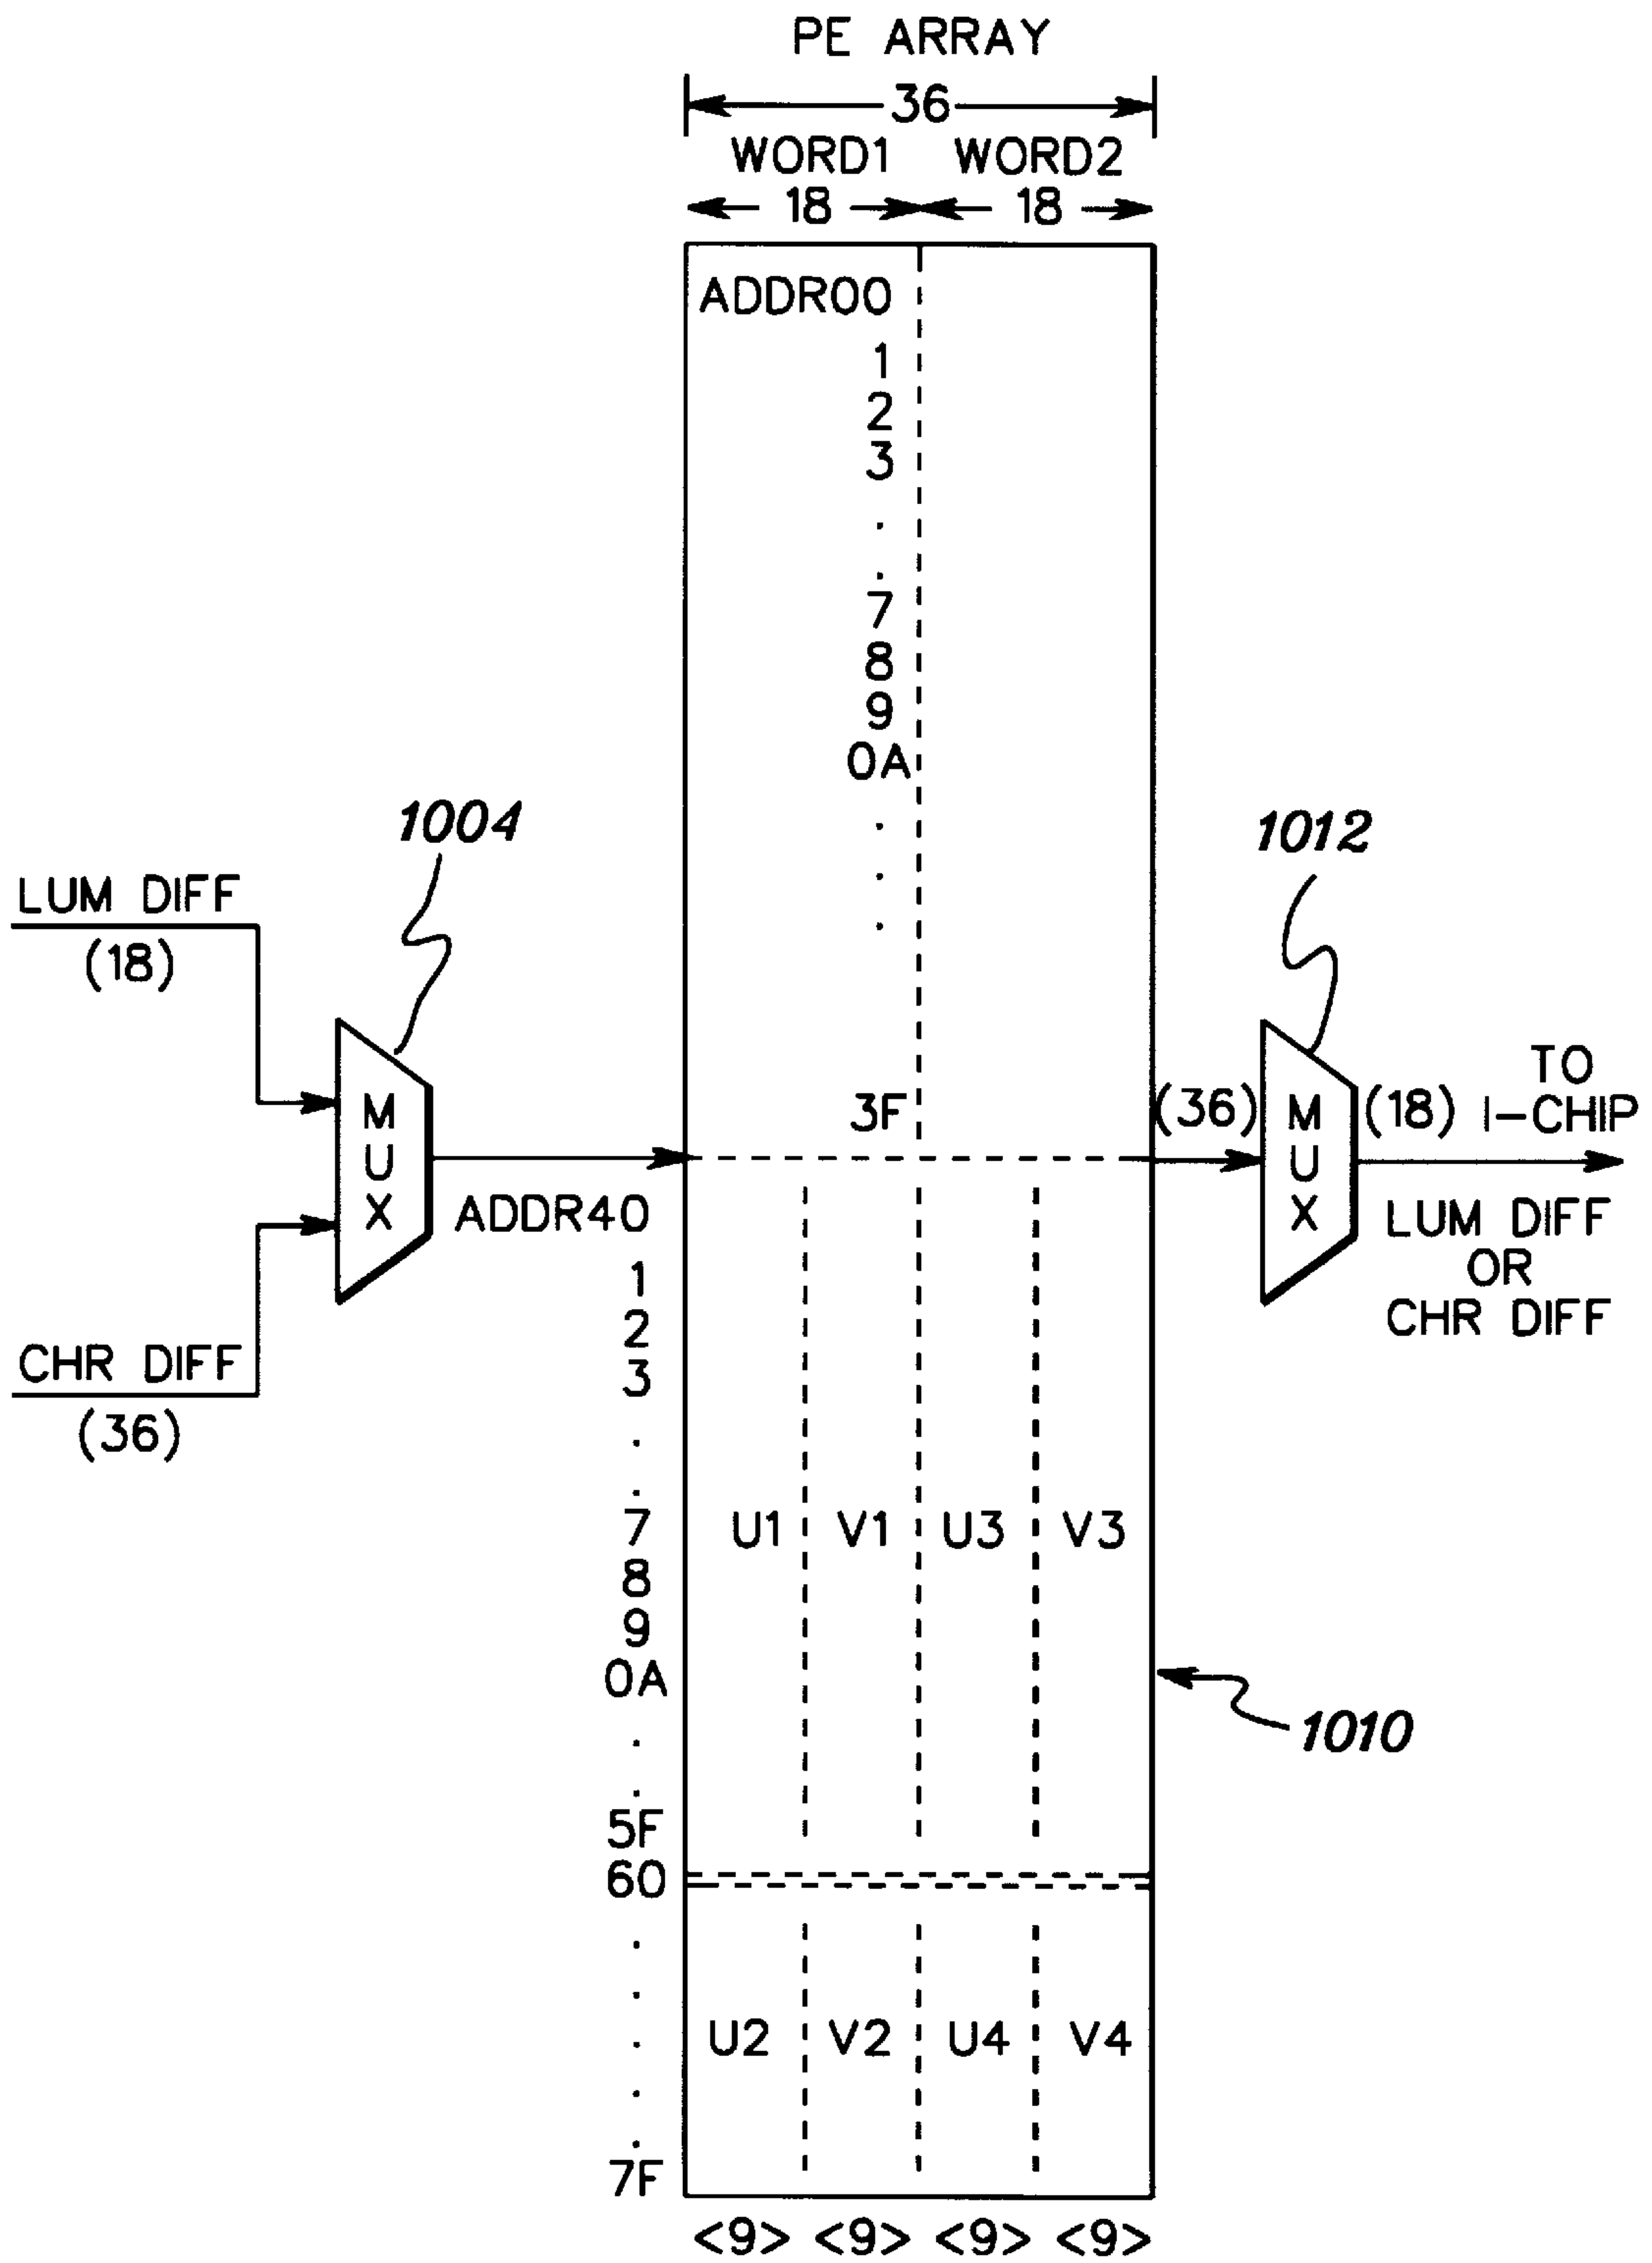 PE ARRAY
36
WORD1 WORD2
18 18
ADDR00
1
2
3
.
.
7
8
9
0A
.
.
.
3F
1004
LUM DIFF
(18)
MUX
CHR DIFF
(36)
1012
(36)
MUX
(18)
TO
I-CHIP
LUM DIFF
OR
CHR DIFF
ADDR40
1
2
3
.
.
7
8
9
0A
.
.
5F
60
.
.
.
.
.
7F
U1 V1 U3 V3
1010
U2 V2 U4 V4
<9> <9> <9> <9>